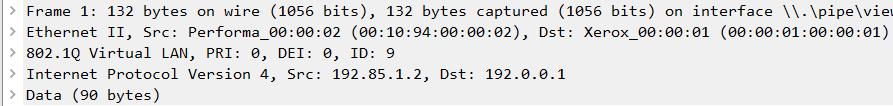 Frame 1: 132 bytes on wire (1056 bits), 132 bytes captured (1056 bits) on interface \\.\pipe\view
Ethernet II, Src: Performa_00:00:02 (00:10:94:00:00:02), Dst: Xerox_00:00:01 (00:00:01:00:00:01)
802.1Q Virtual LAN, PRI: 0, DEI: 0, ID: 9
Internet Protocol Version 4, Src: 192.85.1.2, Dst: 192.0.0.1
Data (90 bytes)